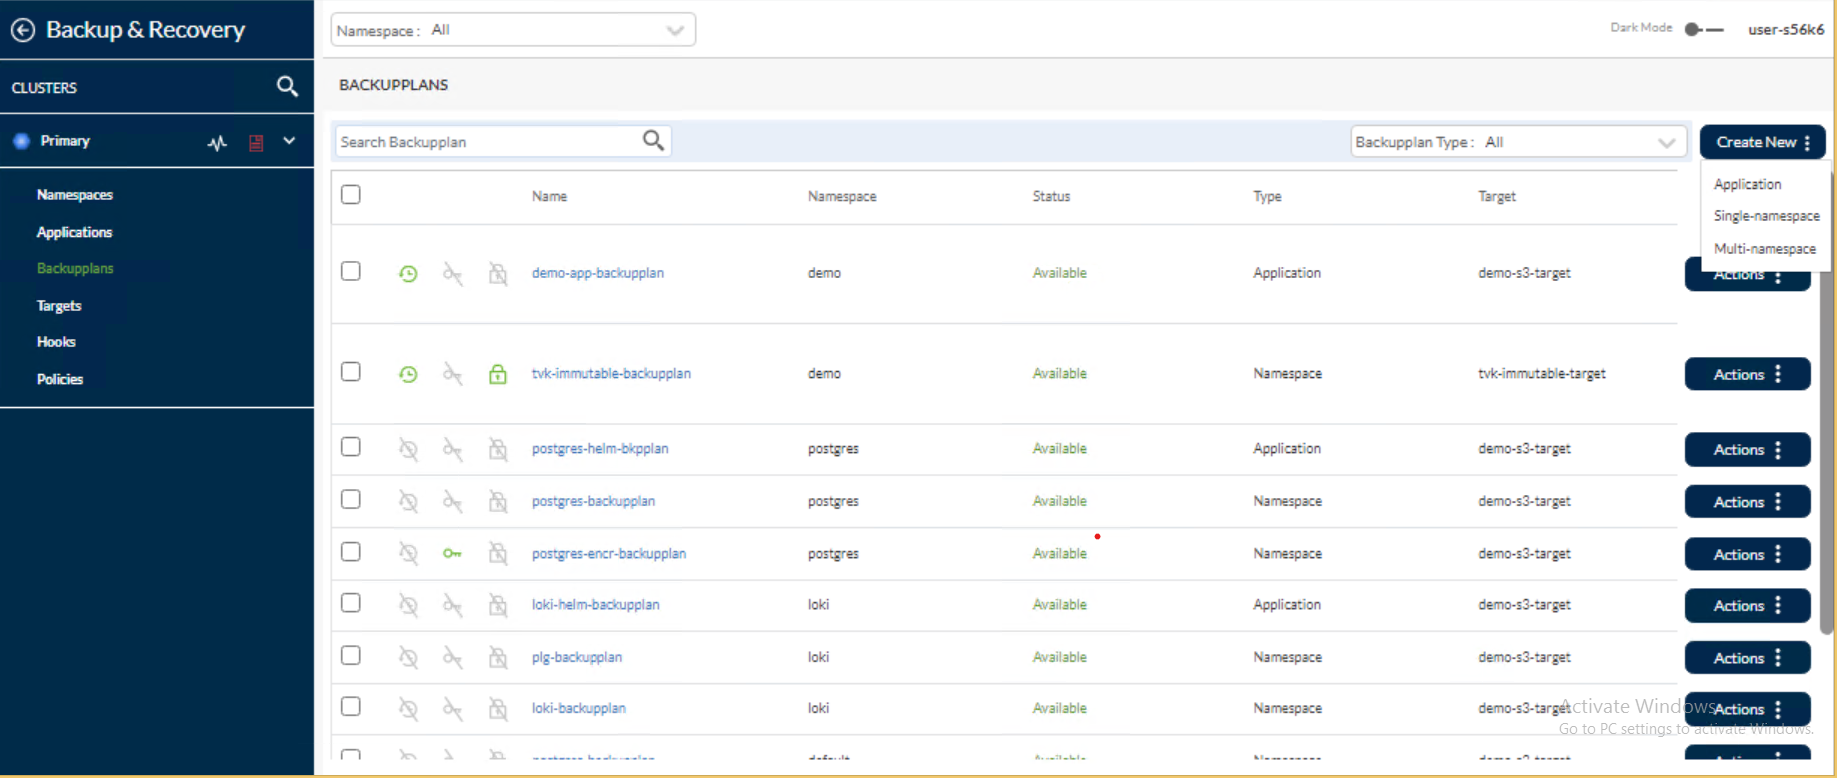 Backup & Recovery
Namespace : All
Dark Mode
user-s56k6
CLUSTERS
BACKUPPLANS
Primary
Search Backupplan
Backupplan Type : All
Create New
Application
Single-namespace
Multi-namespace
Namespaces
Applications
Backupplans
Targets
Hooks
Policies
Name Namespace Status Type Target
demo-app-backupplan demo Available Application demo-s3-target Actions
tvk-immutable-backupplan demo Available Namespace tvk-immutable-target Actions
postgres-helm-bkpplan postgres Available Application demo-s3-target Actions
postgres-backupplan postgres Available Namespace demo-s3-target Actions
postgres-encr-backupplan postgres Available Namespace demo-s3-target Actions
loki-helm-backupplan loki Available Application demo-s3-target Actions
plg-backupplan loki Available Namespace demo-s3-target Actions
loki-backupplan loki Available Namespace demo-s3-target Actions
Activate Windows
Go to PC settings to activate Windows.